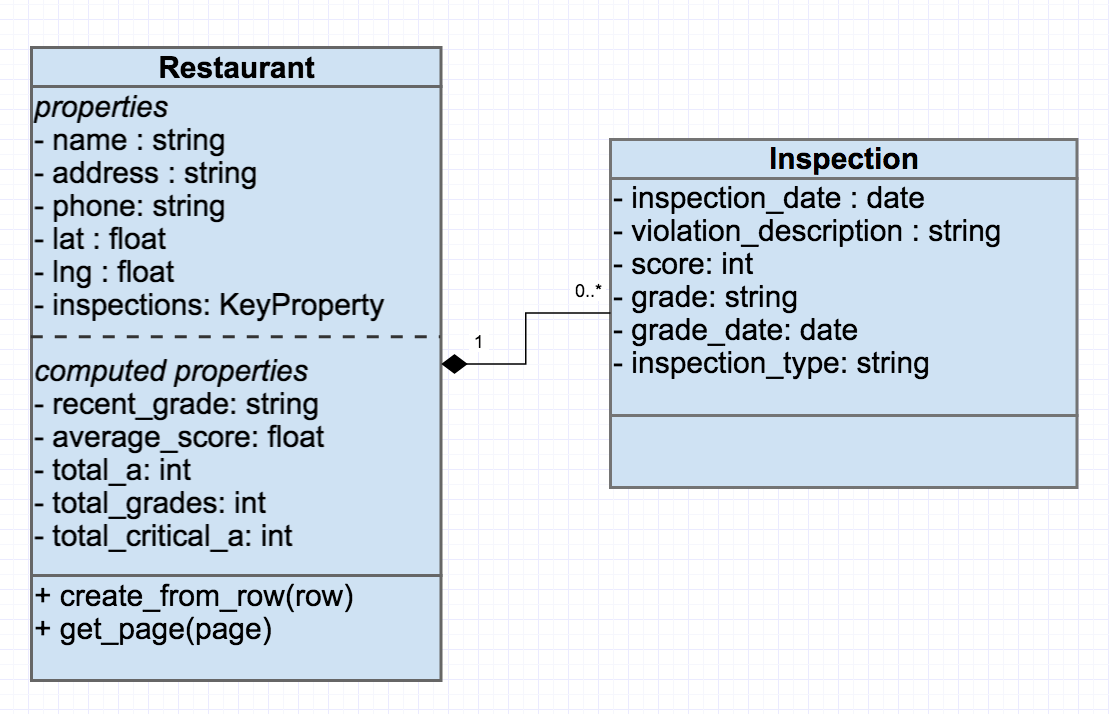 Restaurant
properties
- name : string
- address : string
- phone: string
- lat : float
- lng : float
- inspections: KeyProperty
computed properties
- recent_grade: string
- average_score: float
- total_a: int
- total_grades: int
- total_critical_a: int
+ create_from_row(row)
+ get_page(page)
1
0..*
Inspection
- inspection_date : date
- violation_description : string
- score: int
- grade: string
- grade_date: date
- inspection_type: string